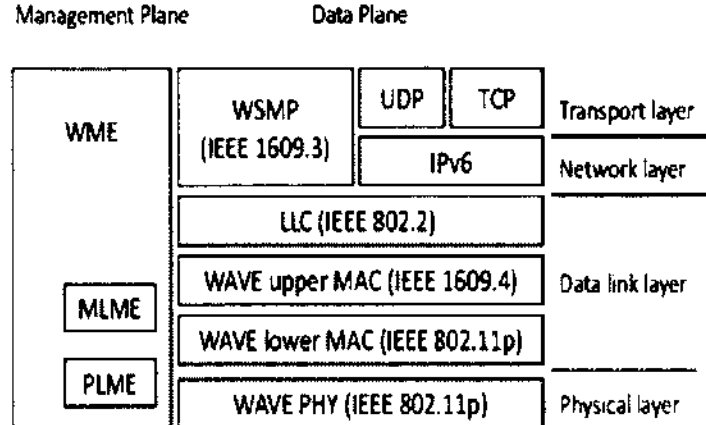 Management Plane
Data Plane
WME
WSMP
(IEEE 1609.3)
UDP
TCP
Transport layer
IPv6
Network layer
LLC (IEEE 802.2)
WAVE upper MAC (IEEE 1609.4)
Data link layer
MLME
WAVE lower MAC (IEEE 802.11p)
PLME
WAVE PHY (IEEE 802.11p)
Physical layer